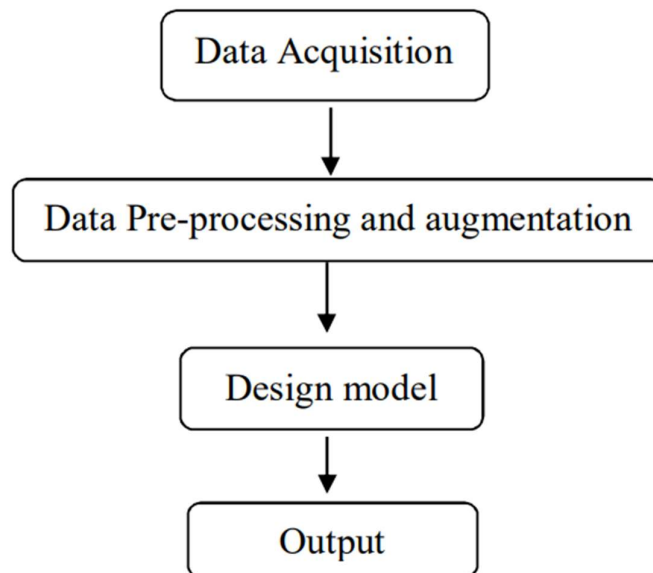 Data Acquisition
Data Pre-processing and augmentation
Design model
Output